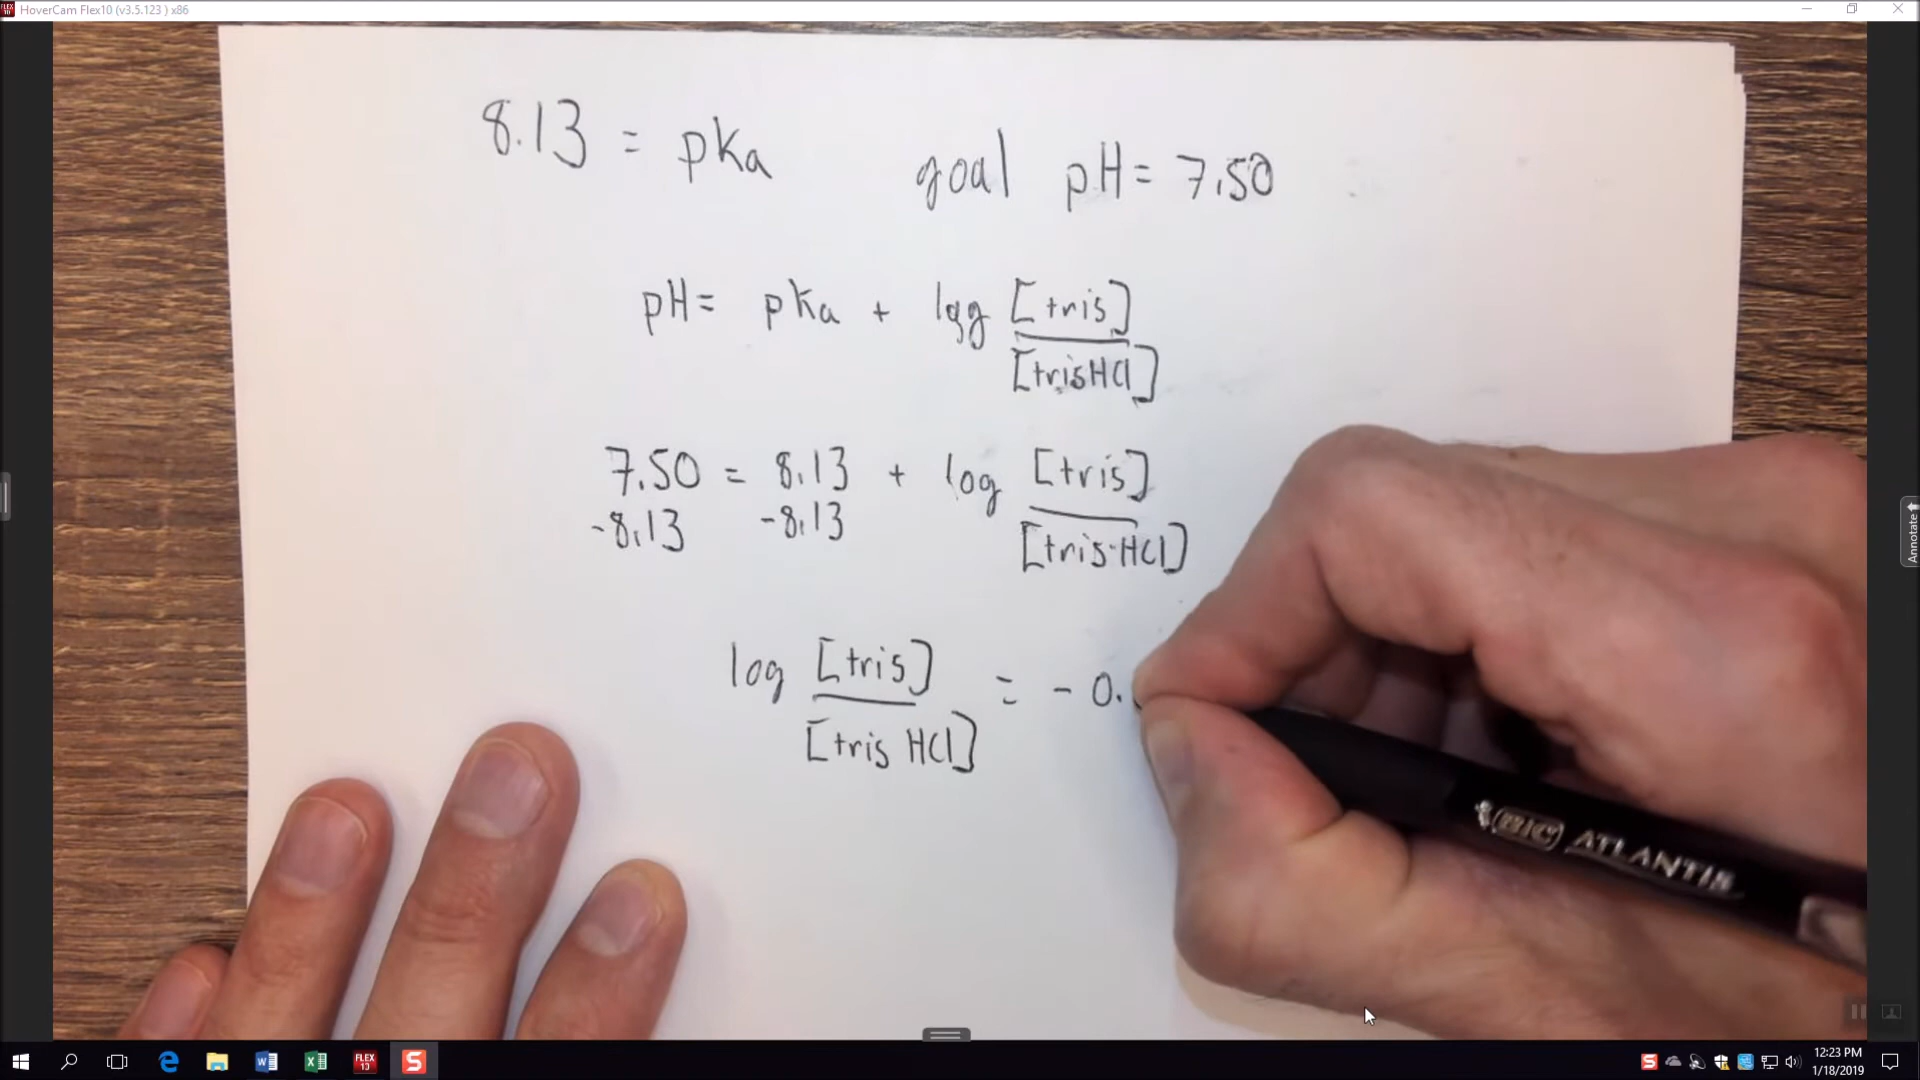 HoverCam Flex10 (v3.5.123 ) x86
8.13 = pKa goal pH = 7.50
pH = pKa + log [tris]
[trisHCl]
7.50 = 8.13 + log [tris]
-8.13 -8.13 [tris·HCl]
log [tris] = - 0.
[tris HCl]
BIC ATLANTIS
Annotate
12:23 PM
1/18/2019